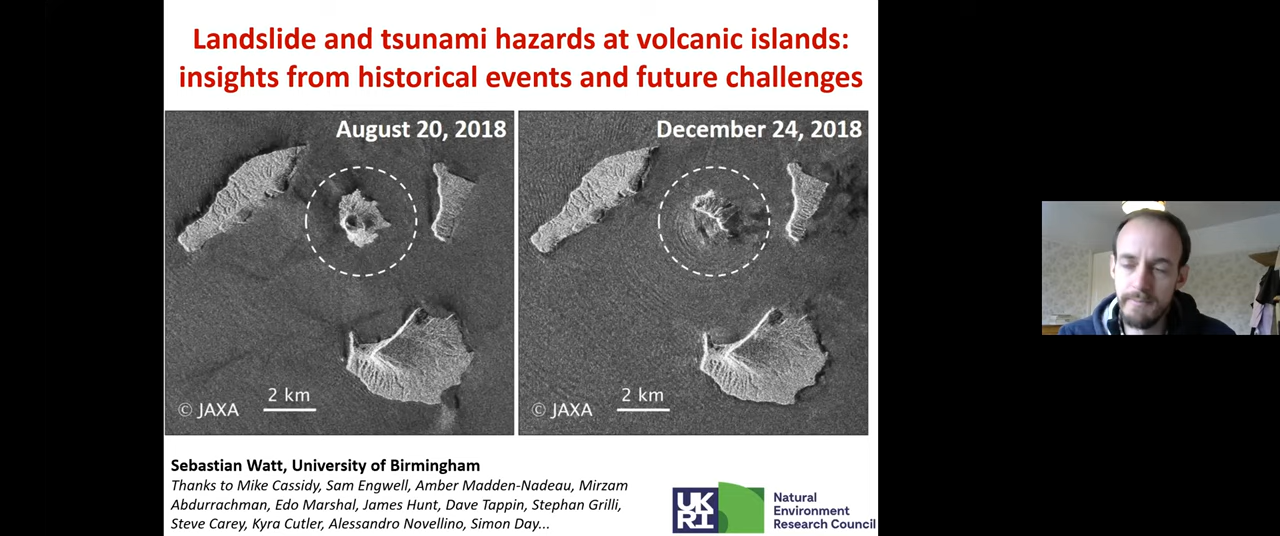 Landslide and tsunami hazards at volcanic islands:
insights from historical events and future challenges
August 20, 2018
December 24, 2018
2 km
© JAXA
2 km
© JAXA
Sebastian Watt, University of Birmingham
Thanks to Mike Cassidy, Sam Engwell, Amber Madden-Nadeau, Mirzam
Abdurrachman, Edo Marshal, James Hunt, Dave Tappin, Stephan Grilli,
Steve Carey, Kyra Cutler, Alessandro Novellino, Simon Day...
UK
RI
Natural
Environment
Research Council